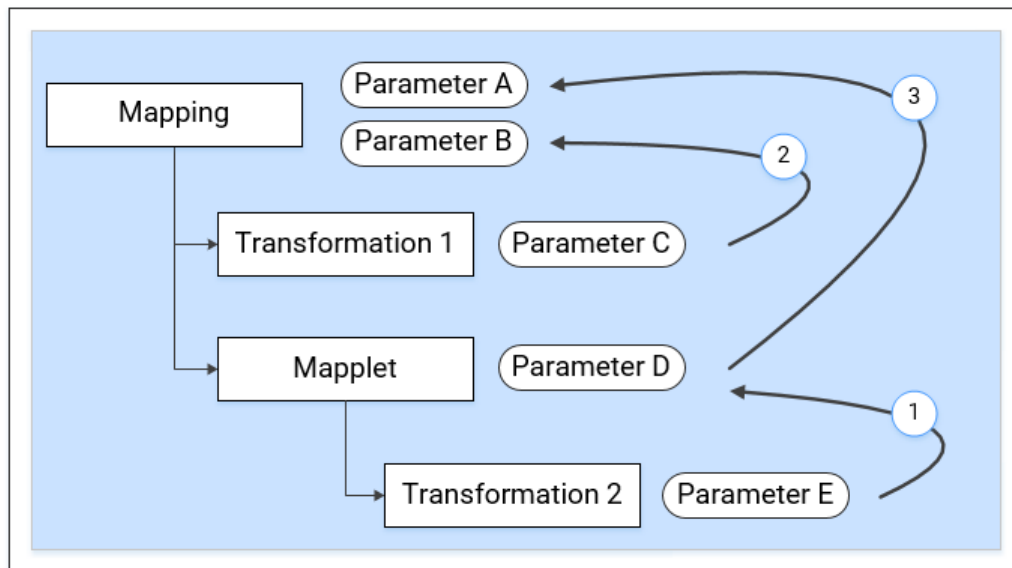 Mapping
Parameter A
3
Parameter B
2
Transformation 1
Parameter C
Mapplet
Parameter D
1
Transformation 2
Parameter E